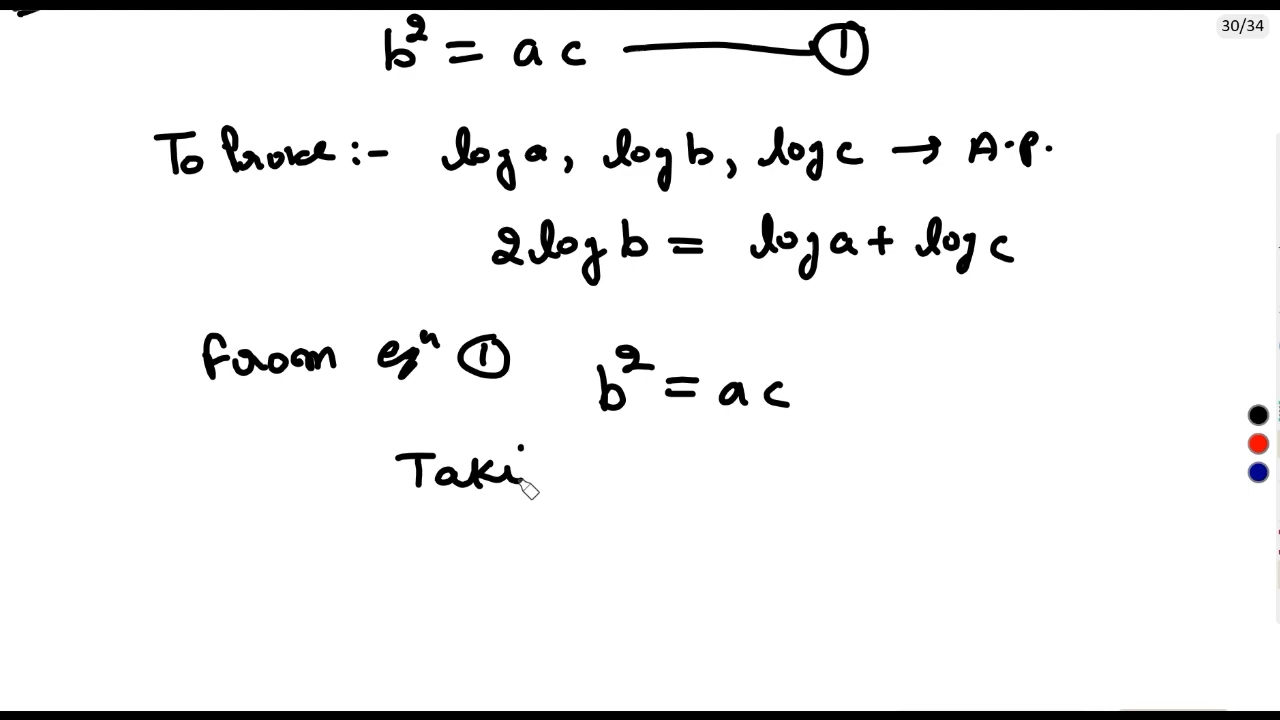 30/34
b² = ac ——— ①
To Prove :- log a, log b, log c → A.P.
2 log b = log a + log c
from eqⁿ ① b² = ac
Taki